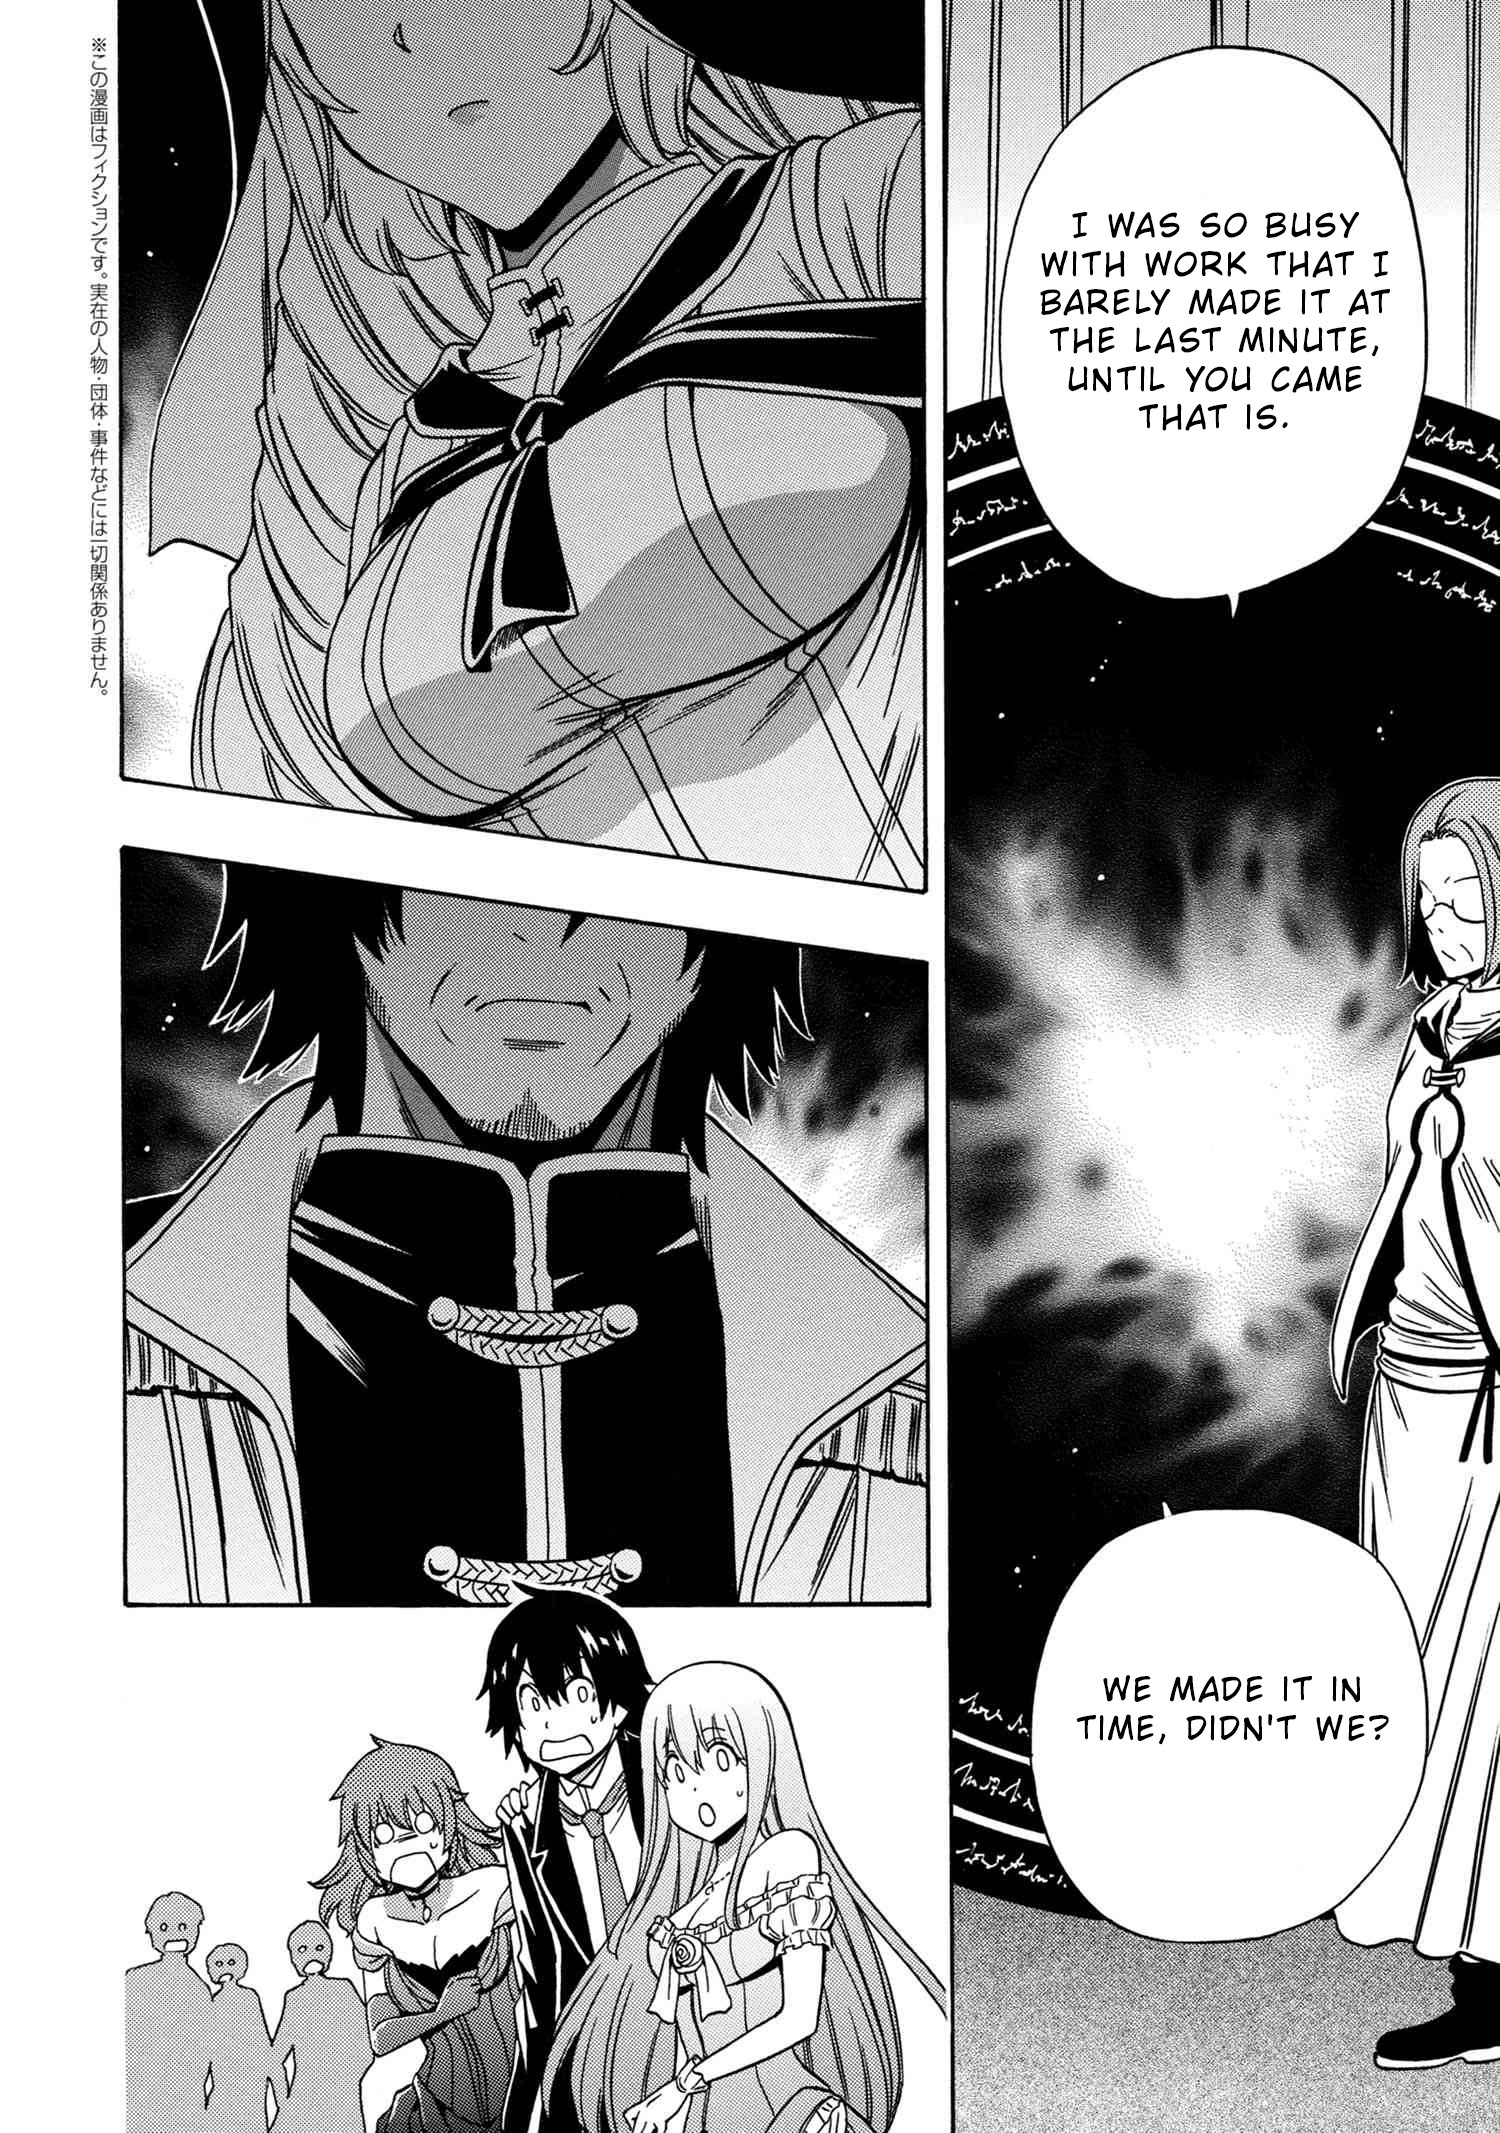 I WAS SO BUSY
WITH WORK THAT I
BARELY MADE IT AT
THE LAST MINUTE,
UNTIL YOU CAME
THAT IS.
WE MADE IT IN
TIME, DIDN'T WE?
※この漫画はフィクションです。実在の人物・団体・事件などには一切関係ありません。